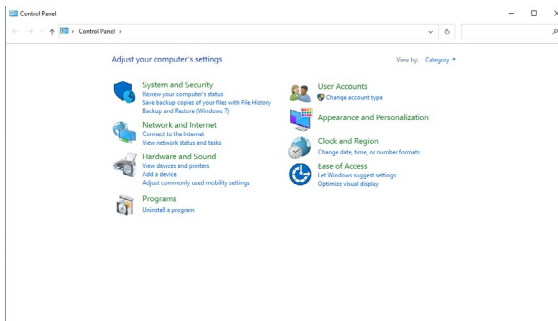 Control Panel
Control Panel
Adjust your computer's settings
View by: Category
System and Security
Review your computer's status
Save backup copies of your files with File History
Backup and Restore (Windows 7)
Network and Internet
Connect to the Internet
View network status and tasks
Hardware and Sound
View devices and printers
Add a device
Adjust commonly used mobility settings
Programs
Uninstall a program
User Accounts
Change account type
Appearance and Personalization
Clock and Region
Change date, time, or number formats
Ease of Access
Let Windows suggest settings
Optimize visual display